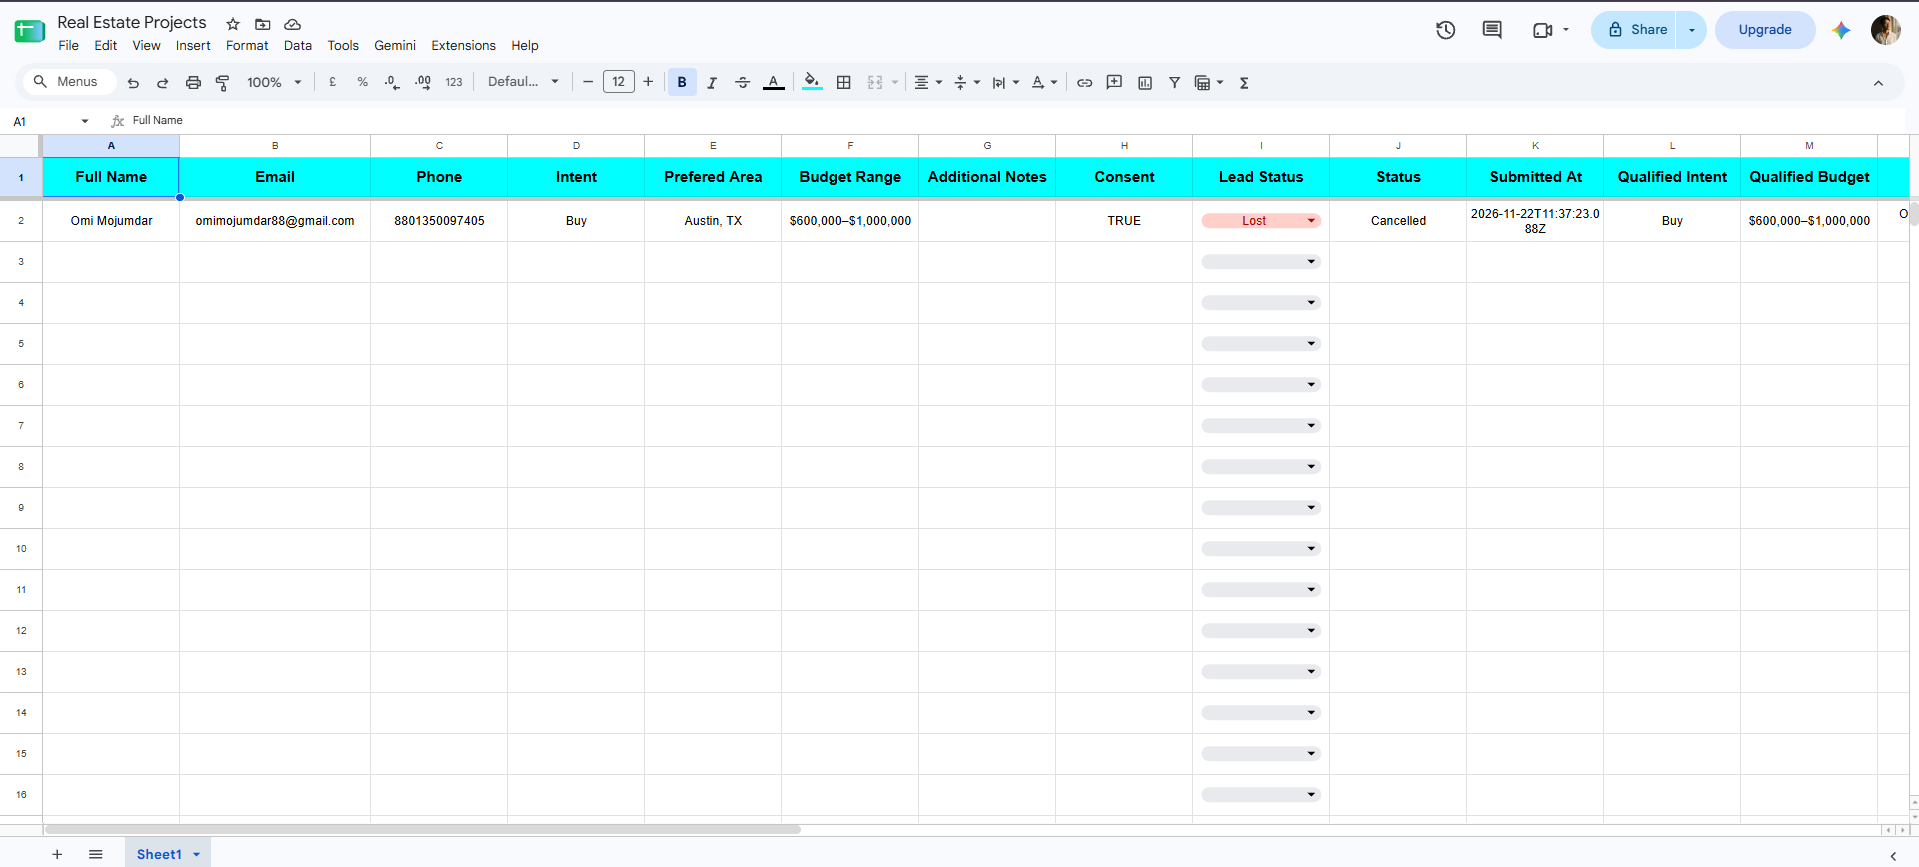 Real Estate Projects
File Edit View Insert Format Data Tools Gemini Extensions Help
Share
Upgrade
Menus 100% £ % .0 .00 123 Defaul... 12 B I A Σ
A1 fx Full Name
A B C D E F G H I J K L M
1 Full Name Email Phone Intent Prefered Area Budget Range Additional Notes Consent Lead Status Status Submitted At Qualified Intent Qualified Budget
2 Omi Mojumdar omimojumdar88@gmail.com 8801350097405 Buy Austin, TX $600,000–$1,000,000 TRUE Lost Cancelled 2026-11-22T11:37:23.0 Buy $600,000–$1,000,000 O
88Z
3
4
5
6
7
8
9
10
11
12
13
14
15
16
Sheet1